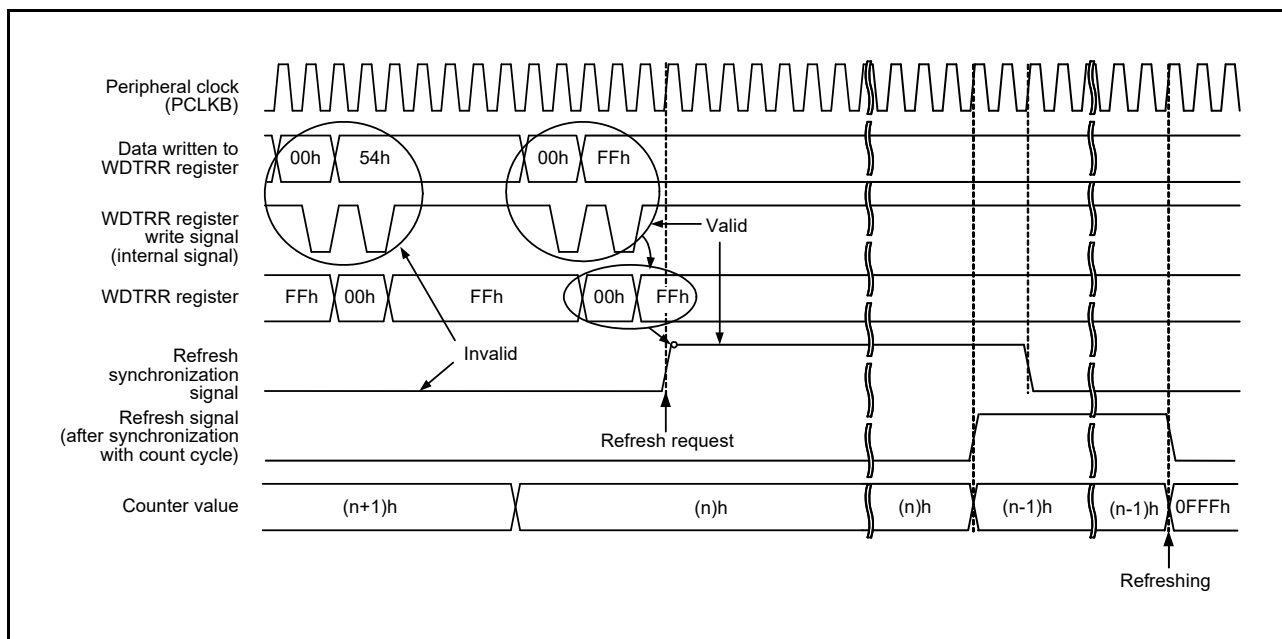 Peripheral clock
(PCLKB)
Data written to
WDTRR register
00h 54h 00h FFh
WDTRR register
write signal
(internal signal)
Valid
WDTRR register
FFh 00h FFh 00h FFh
Invalid
Refresh
synchronization
signal
Refresh request
Refresh signal
(after synchronization
with count cycle)
Counter value
(n+1)h (n)h (n)h (n-1)h (n-1)h 0FFFh
Refreshing